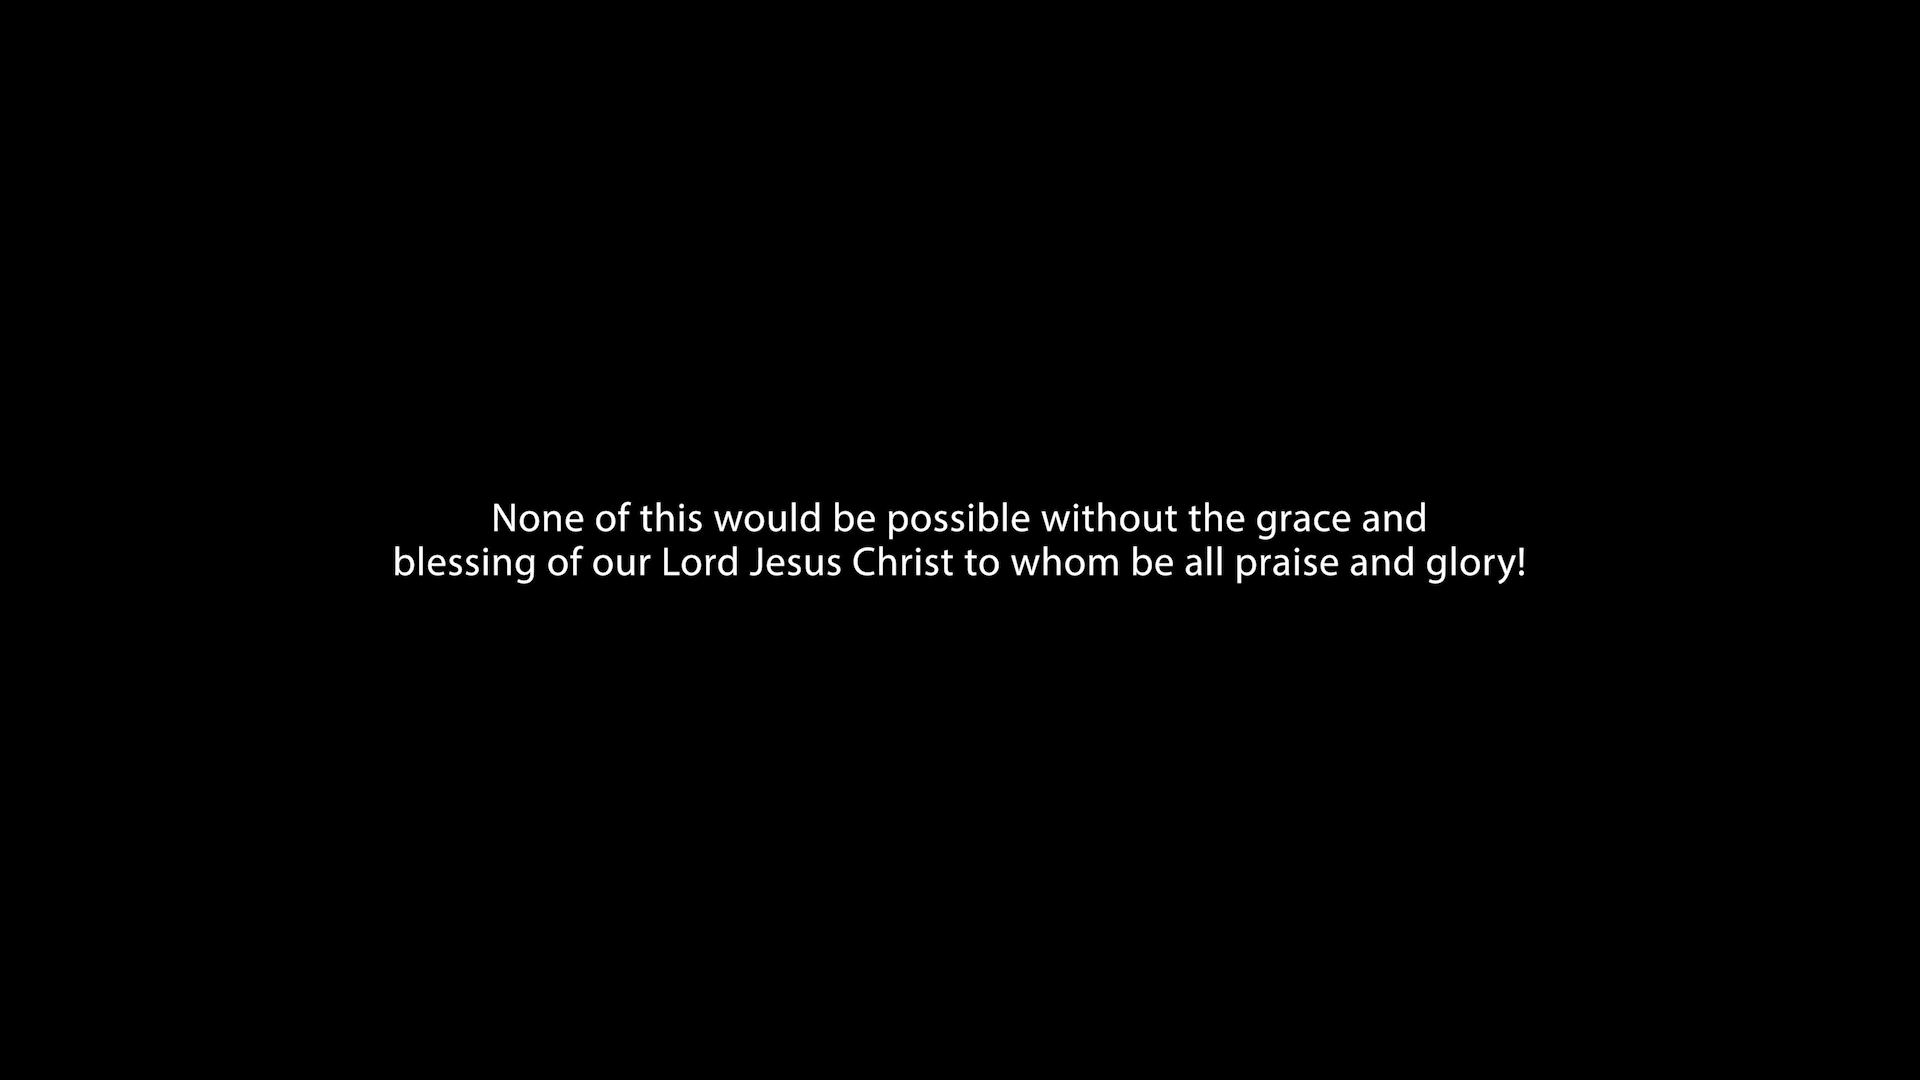 None of this would be possible without the grace and
blessing of our Lord Jesus Christ to whom be all praise and glory!